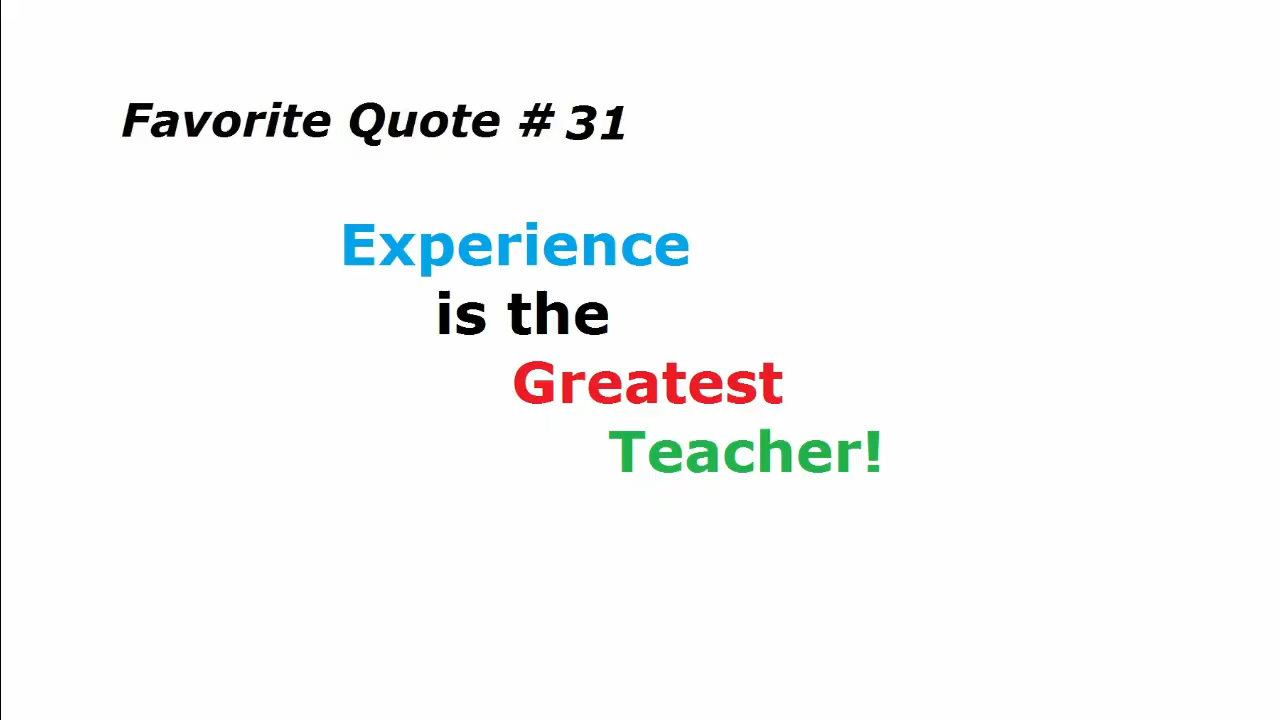 Favorite Quote # 31
Experience
is the
Greatest
Teacher!